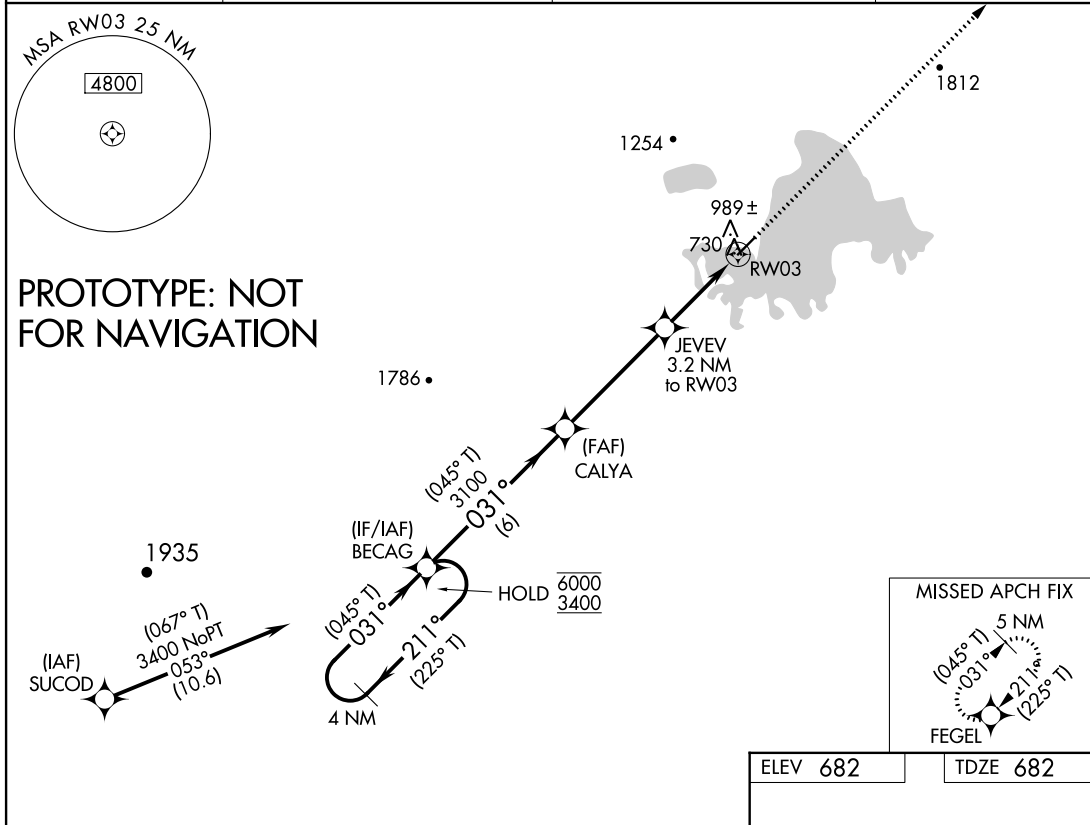 MSA RW03 25 NM
4800
1812
1254
989 ±
730
RW03
PROTOTYPE: NOT
FOR NAVIGATION
JEVEV
3.2 NM
to RW03
1786
(FAF)
CALYA
(045° T)
3100
031°
(6)
(IF/IAF)
BECAG
1935
HOLD
6000
3400
(045° T)
031°
211°
(225° T)
4 NM
(067° T)
3400 NoPT
053°
(10.6)
(IAF)
SUCOD
MISSED APCH FIX
5 NM
(045° T)
031°
211°
(225° T)
FEGEL
ELEV 682
TDZE 682